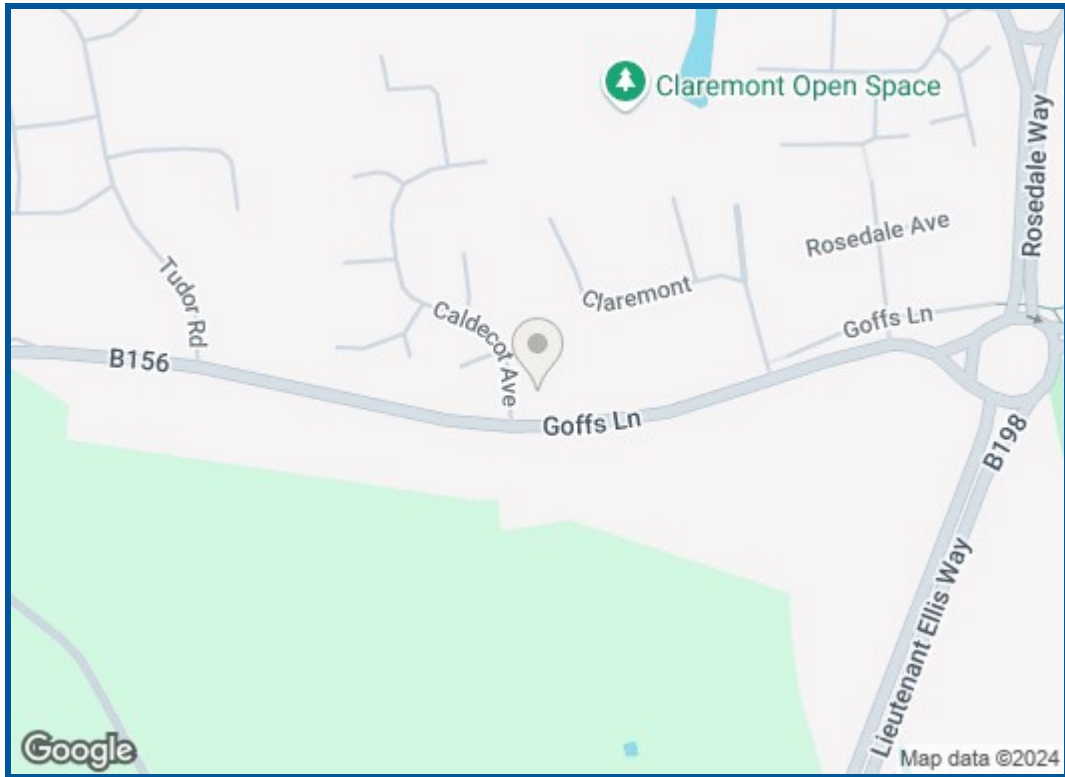 Claremont Open Space
Rosedale Way
Rosedale Ave
Tudor Rd
Claremont
Caldecot Ave
Goffs Ln
B156
Goffs Ln
B198
Lieutenant Ellis Way
Google
Map data ©2024